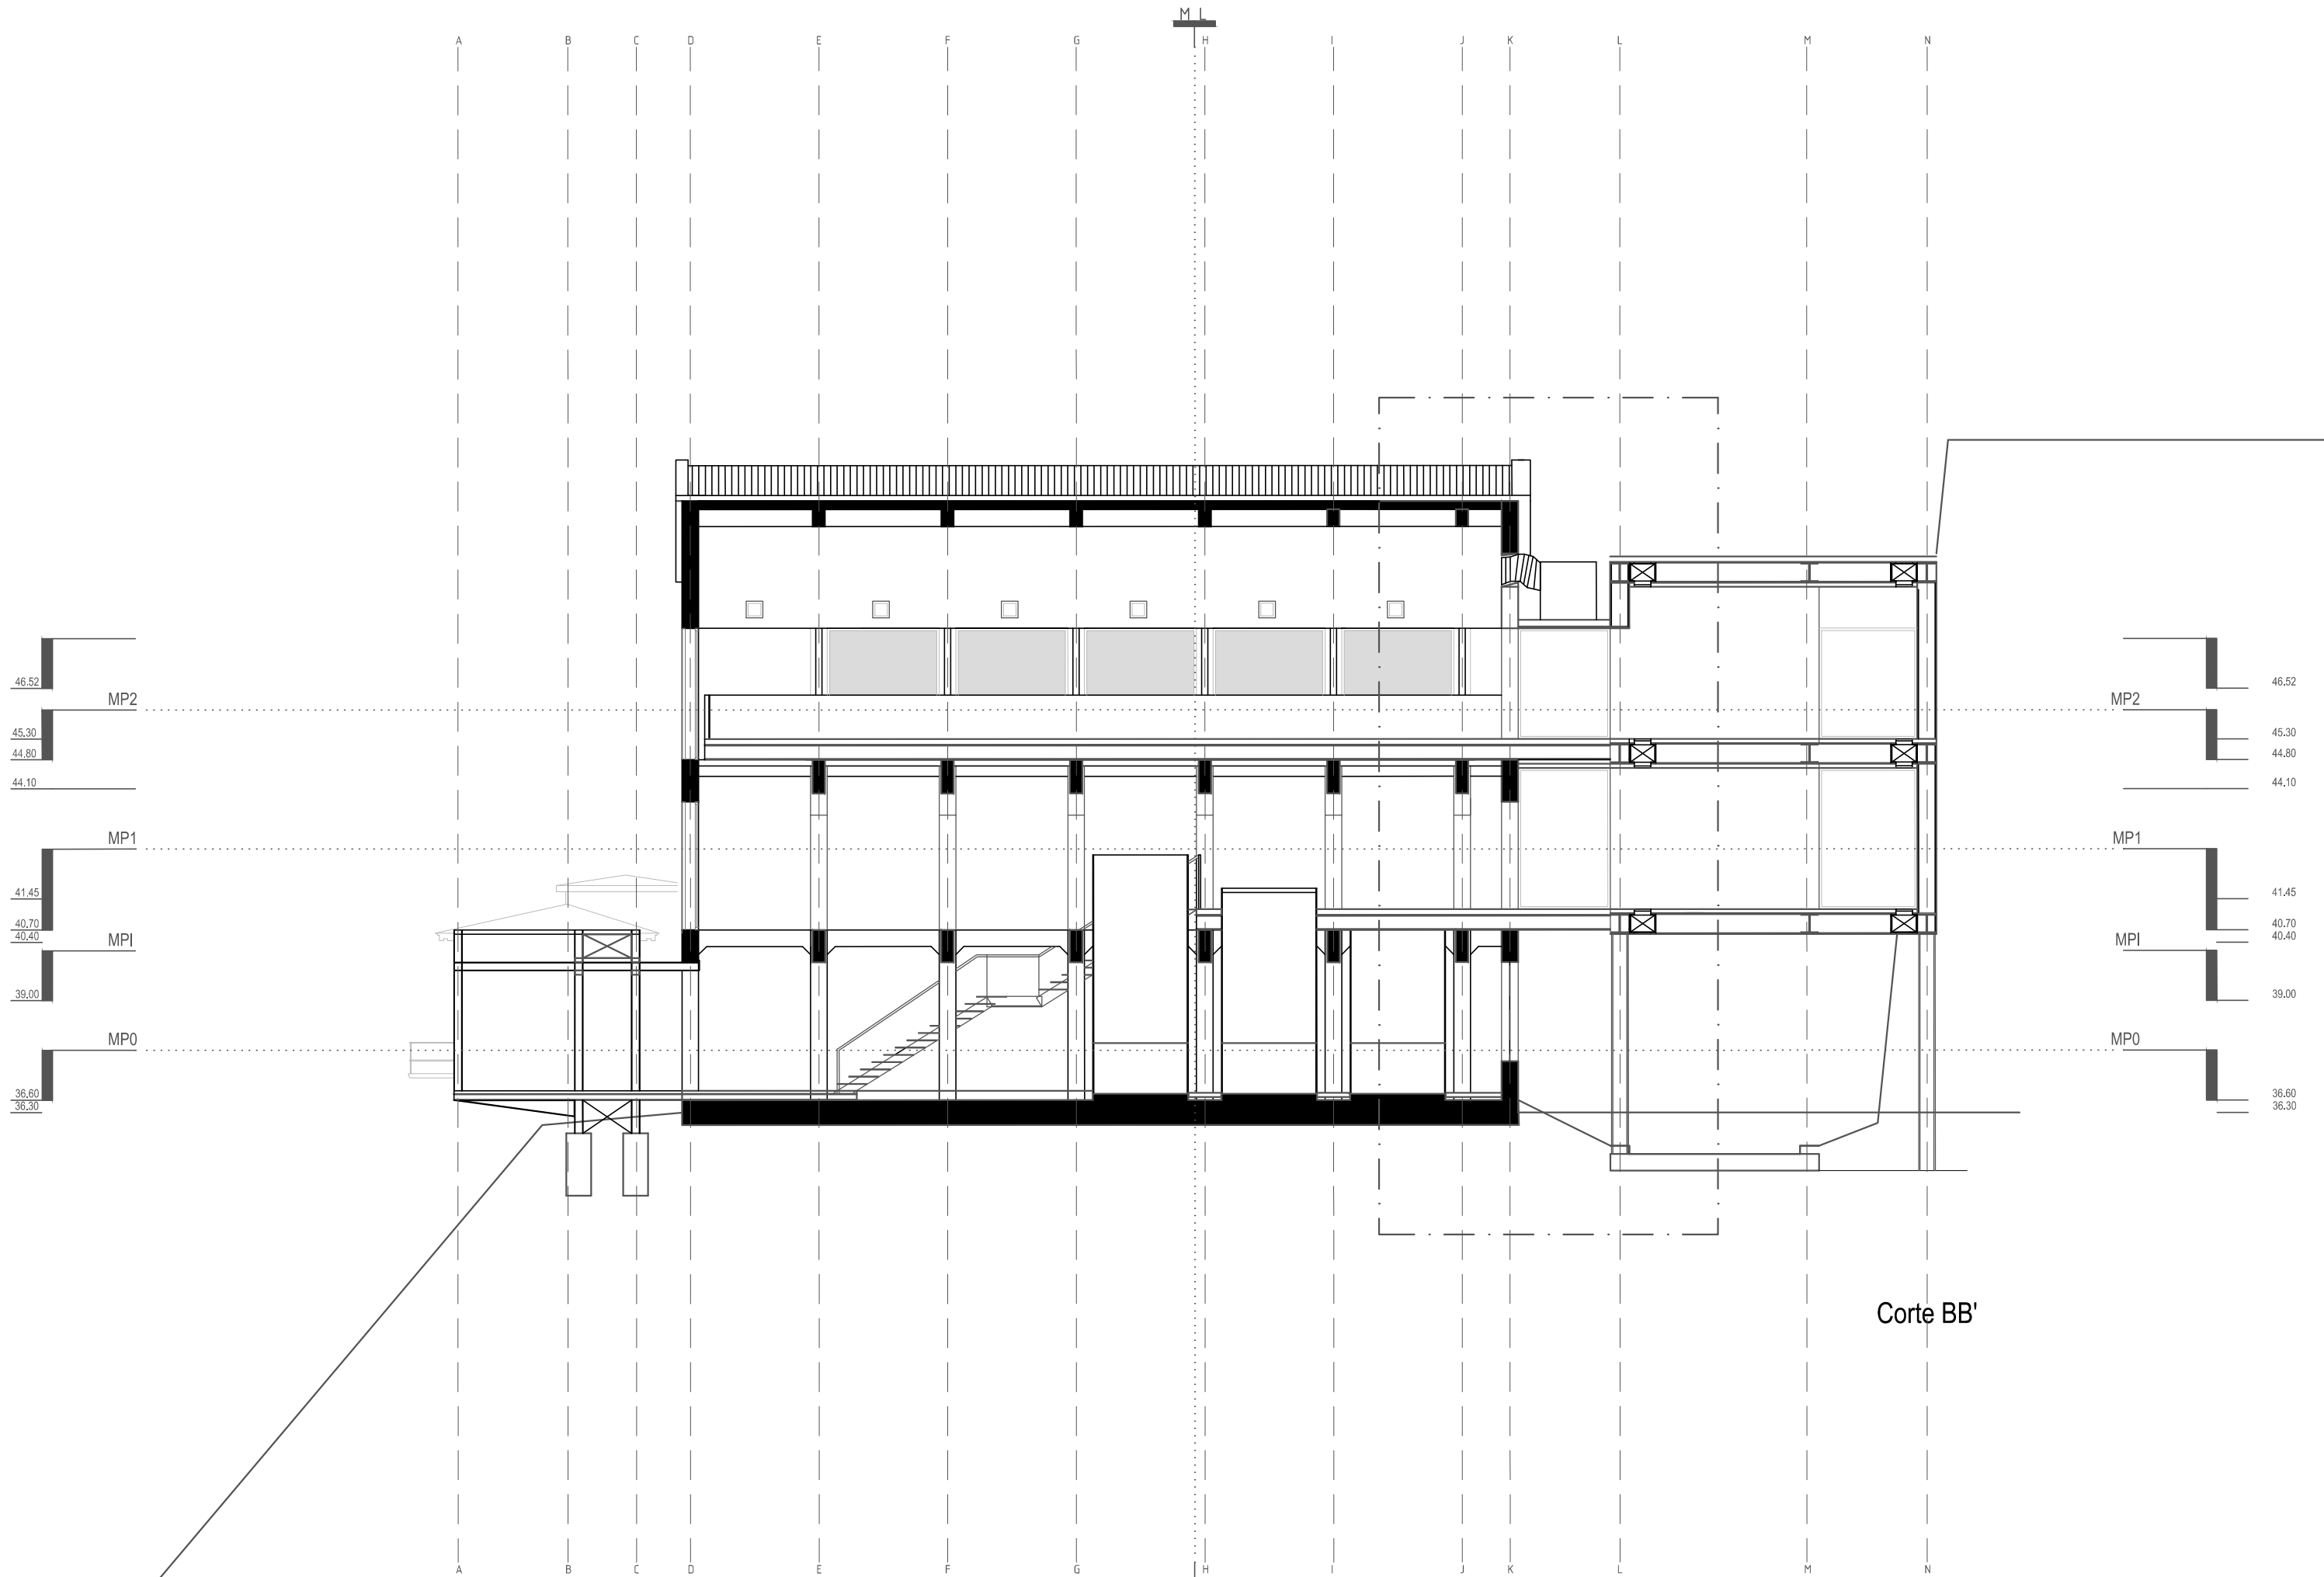 M L
A B C D E F G H I J K L M N
46.52 46.52
MP2 MP2
45.30 45.30
44.80 44.80
44.10 44.10
MP1 MP1
41.45 41.45
40.70 40.70
40.40 40.40
MPI MPI
39.00 39.00
MP0 MP0
36.60 36.60
36.30 36.30
Corte BB'
A B C D E F G H I J K L M N